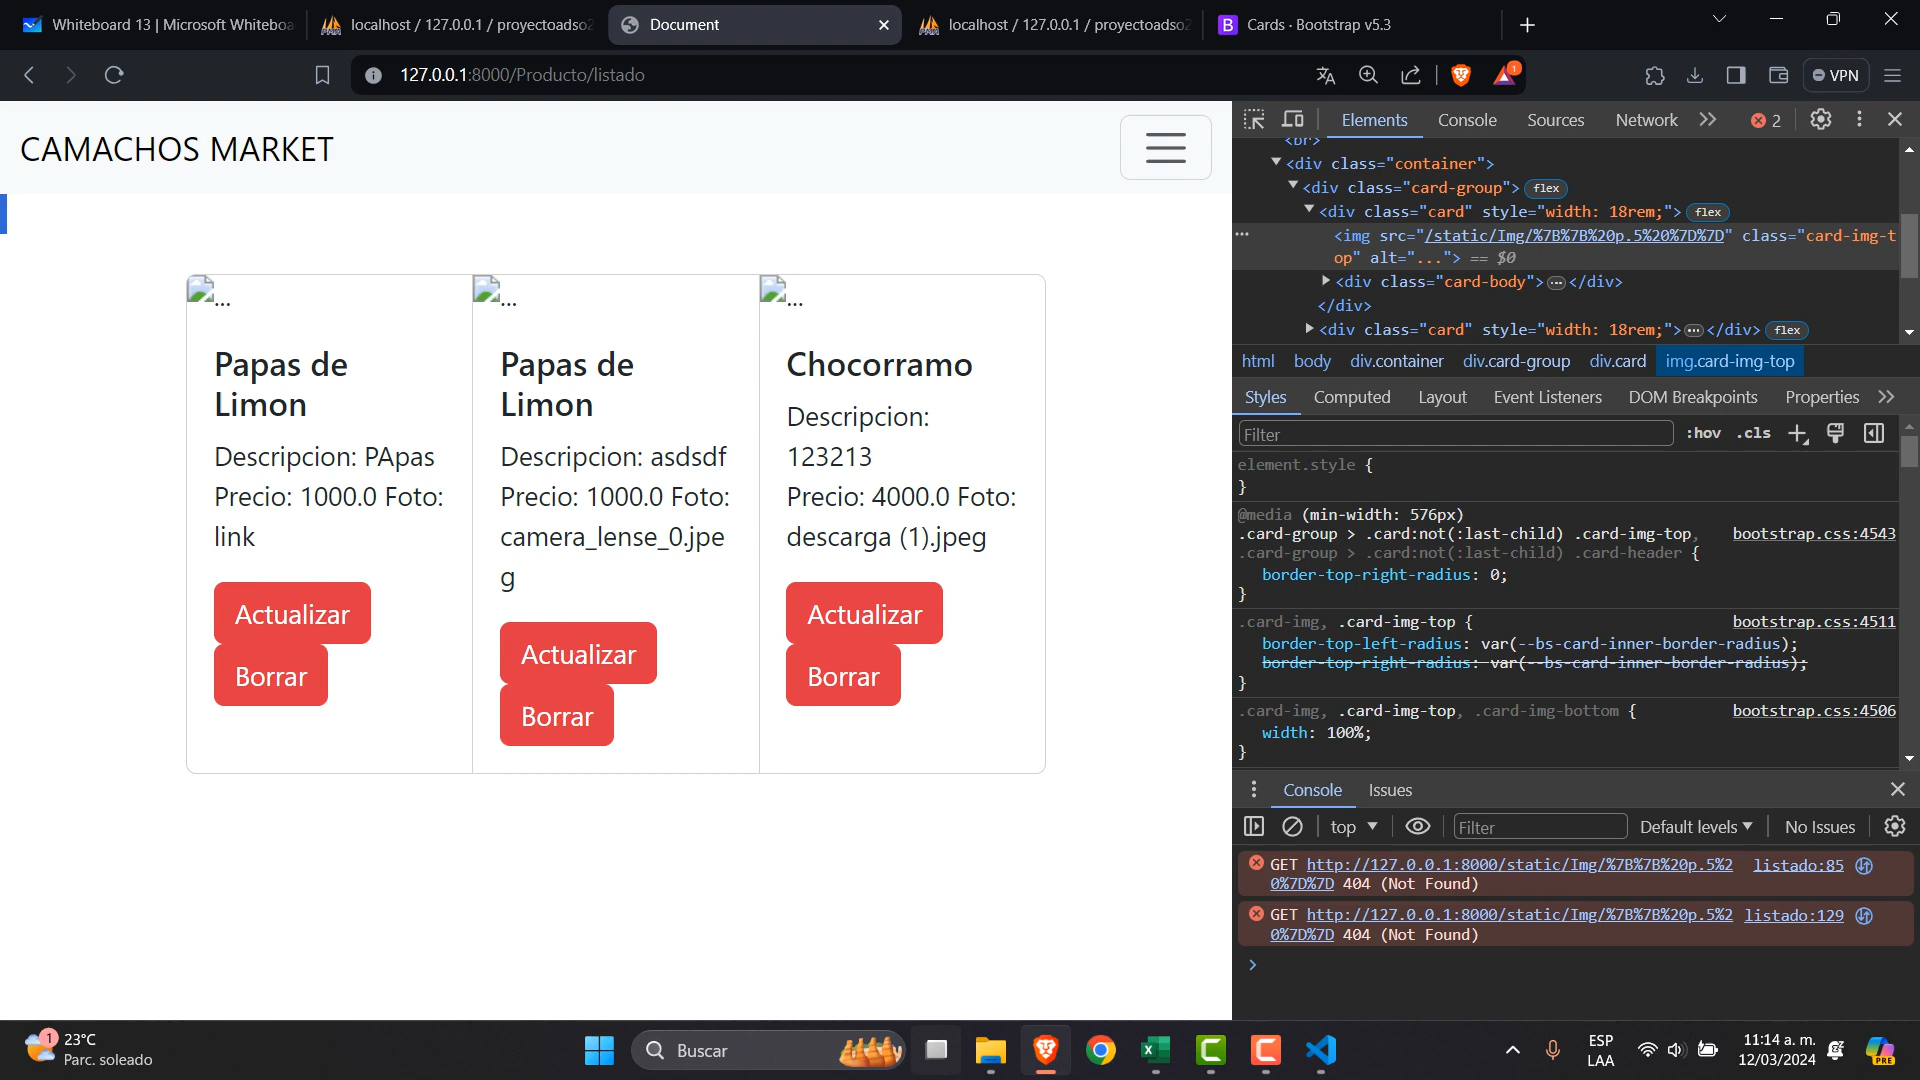 Whiteboard 13 | Microsoft Whiteboa
localhost / 127.0.0.1 / proyectoadso2
Document
localhost / 127.0.0.1 / proyectoadso2
B Cards · Bootstrap v5.3
127.0.0.1:8000/Producto/listado
1
VPN
CAMACHOS MARKET
...
...
...
Papas de
Limon
Descripcion: PApas
Precio: 1000.0 Foto:
link
Actualizar
Borrar
Papas de
Limon
Descripcion: asdsdf
Precio: 1000.0 Foto:
camera_lense_0.jpe
g
Actualizar
Borrar
Chocorramo
Descripcion:
123213
Precio: 4000.0 Foto:
descarga (1).jpeg
Actualizar
Borrar
Elements Console Sources Network 2
<br>
<div class="container">
<div class="card-group"> flex
<div class="card" style="width: 18rem;"> flex
<img src="/static/Img/%7B%7B%20p.5%20%7D%7D" class="card-img-t
op" alt="..."> == $0
<div class="card-body"> … </div>
</div>
<div class="card" style="width: 18rem;"> … </div> flex
html body div.container div.card-group div.card img.card-img-top
Styles Computed Layout Event Listeners DOM Breakpoints Properties
Filter :hov .cls
element.style {
}
@media (min-width: 576px)
.card-group > .card:not(:last-child) .card-img-top, bootstrap.css:4543
.card-group > .card:not(:last-child) .card-header {
border-top-right-radius: 0;
}
.card-img, .card-img-top { bootstrap.css:4511
border-top-left-radius: var(--bs-card-inner-border-radius);
border-top-right-radius: var(--bs-card-inner-border-radius);
}
.card-img, .card-img-top, .card-img-bottom { bootstrap.css:4506
width: 100%;
}
Console Issues
top Filter Default levels No Issues
GET http://127.0.0.1:8000/static/Img/%7B%7B%20p.5%2 listado:85
0%7D%7D 404 (Not Found)
GET http://127.0.0.1:8000/static/Img/%7B%7B%20p.5%2 listado:129
0%7D%7D 404 (Not Found)
1
23°C
Parc. soleado
Buscar
ESP
LAA
11:14 a. m.
12/03/2024
PRE